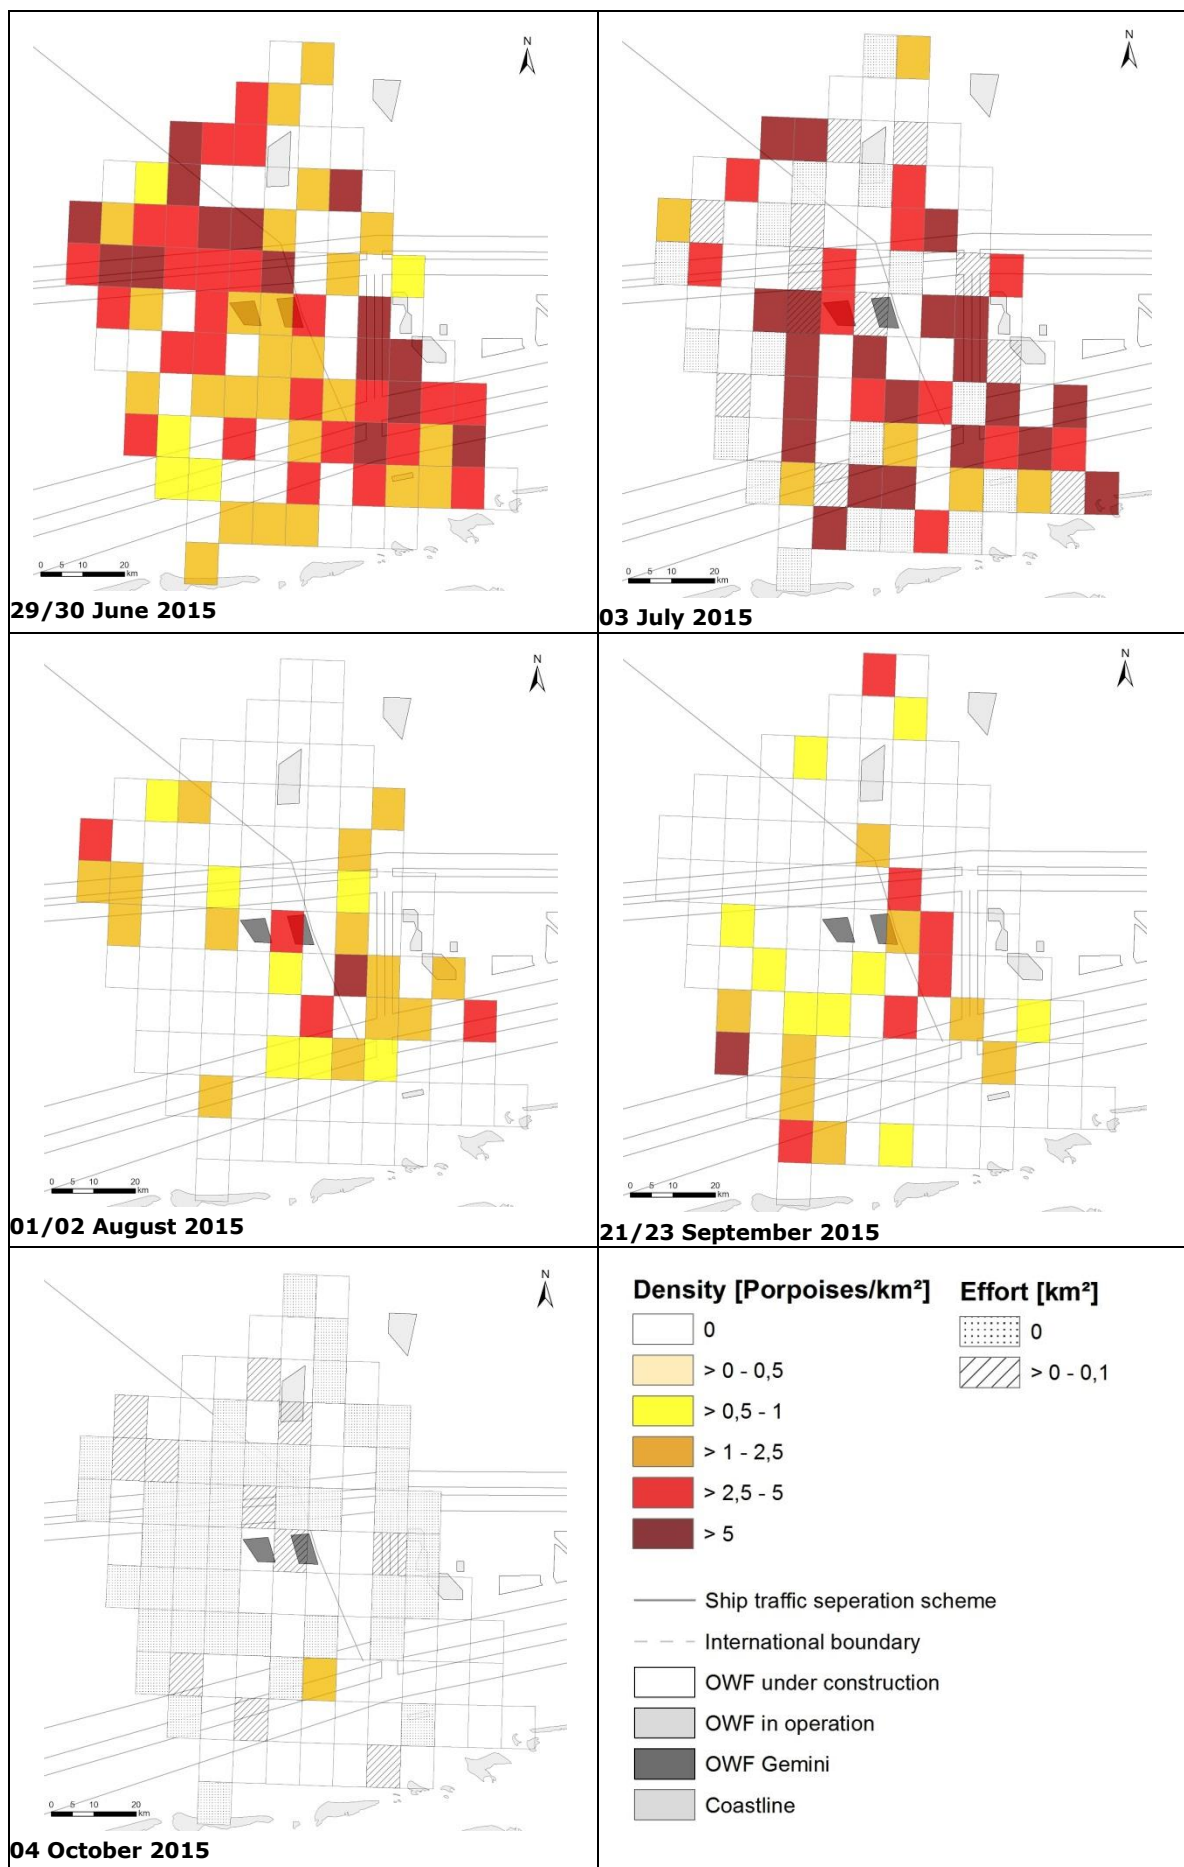 N
0 5 10 20
km
29/30 June 2015
N
0 5 10 20
km
03 July 2015
N
0 5 10 20
km
01/02 August 2015
N
0 5 10 20
km
21/23 September 2015
N
0 5 10 20
km
04 October 2015
Density [Porpoises/km²]
0
> 0 - 0,5
> 0,5 - 1
> 1 - 2,5
> 2,5 - 5
> 5
Effort [km²]
0
> 0 - 0,1
Ship traffic seperation scheme
International boundary
OWF under construction
OWF in operation
OWF Gemini
Coastline